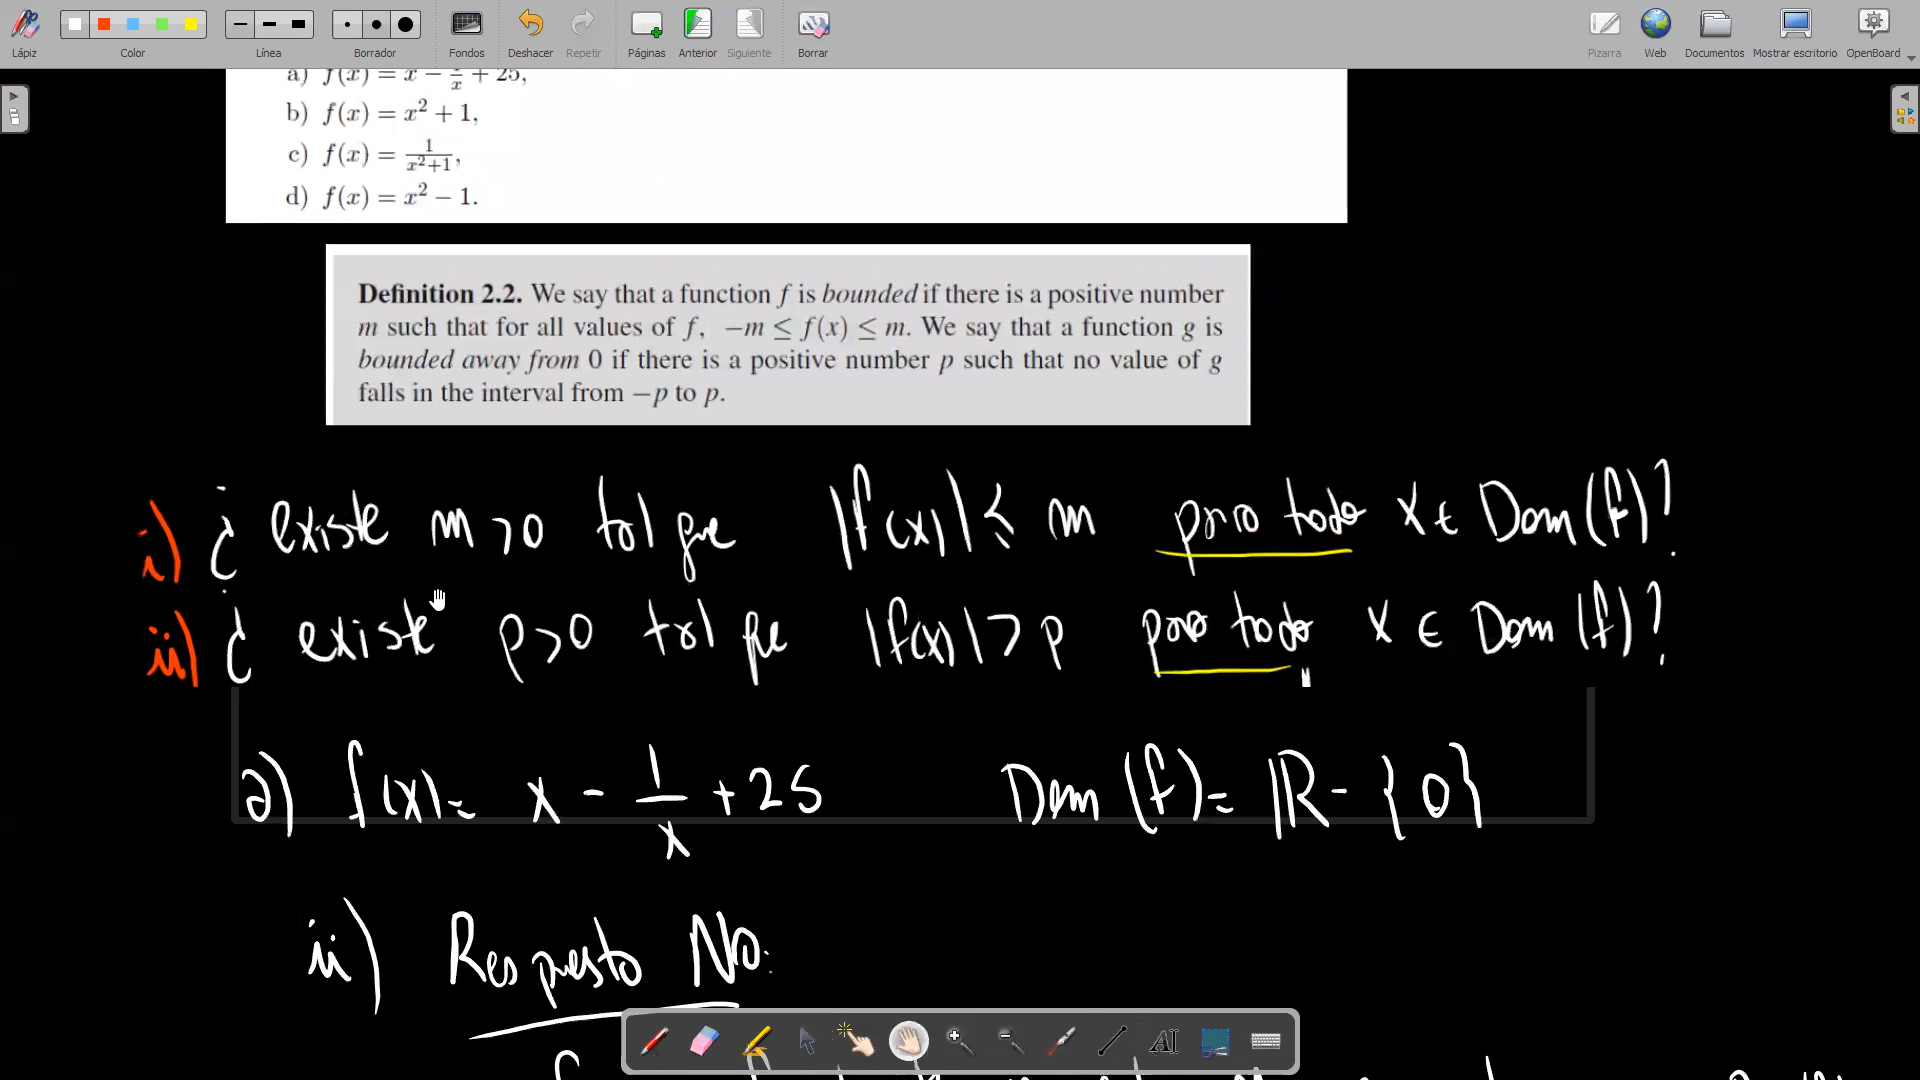 Lápiz Color Línea Borrador Fondos Deshacer Repetir Páginas Anterior Siguiente Borrar Pizarra Web Documentos Mostrar escritorio OpenBoard
a) f(x) = x − 1/x + 25,
b) f(x) = x² + 1,
c) f(x) = 1/(x²+1),
d) f(x) = x² − 1.
Definition 2.2. We say that a function f is bounded if there is a positive number
m such that for all values of f, −m ≤ f(x) ≤ m. We say that a function g is
bounded away from 0 if there is a positive number p such that no value of g
falls in the interval from −p to p.
i) ¿ existe m > 0 tal que |f(x)| ≤ m para todo x ∈ Dom(f)?
ii) ¿ existe p > 0 tal que |f(x)| > p para todo x ∈ Dom(f)?
a) f(x) = x − 1/x + 25 Dom(f) = ℝ − {0}
ii) Respuesta No.